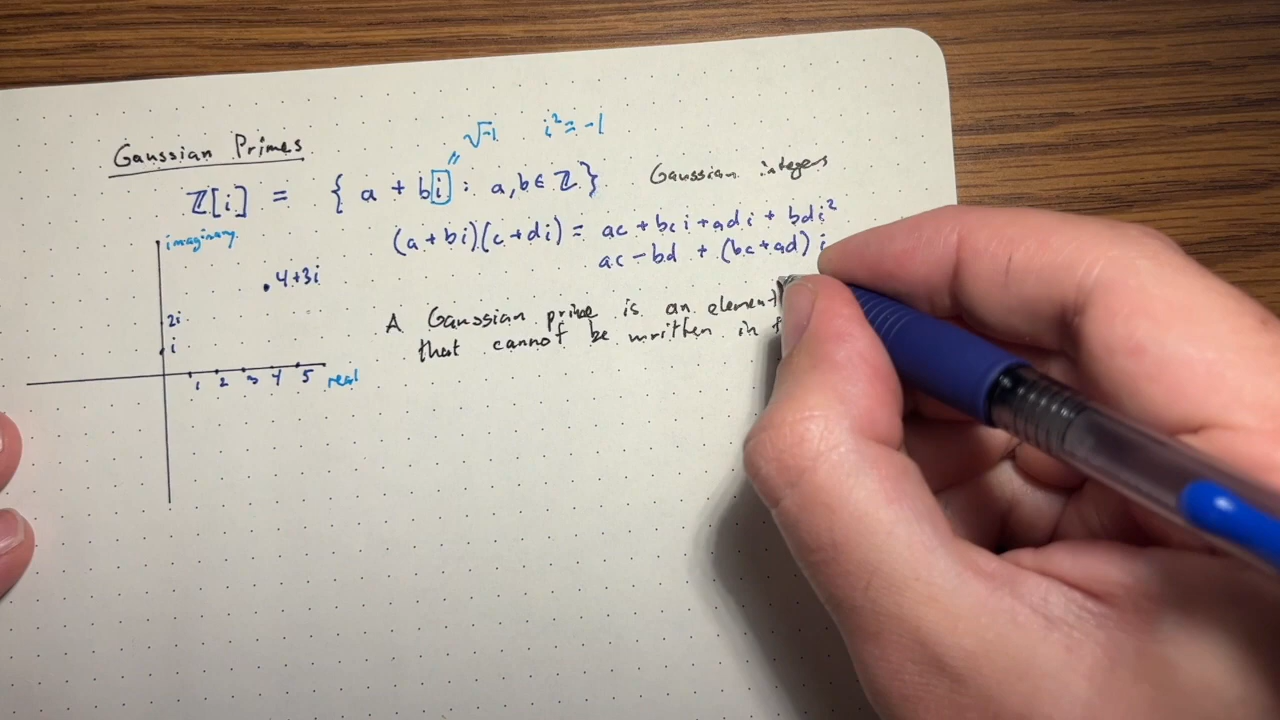 Gaussian Primes
√-1 i² = -1
ℤ[i] = { a + bi : a,b ∈ ℤ } Gaussian integers
(a+bi)(c+di) = ac + bci + adi + bdi²
ac - bd + (bc+ad) i
imaginary
4+3i
2i
i
1 2 3 4 5 real
A Gaussian prime is an element
that cannot be written in